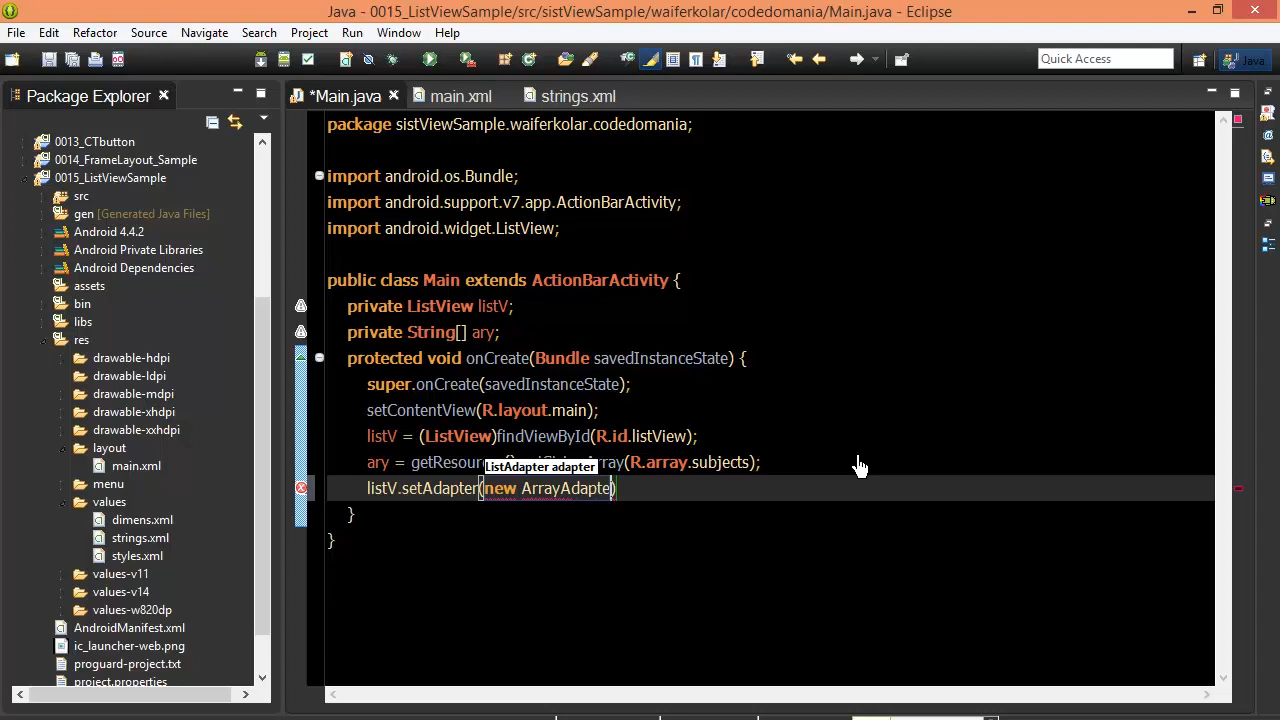 Java - 0015_ListViewSample/src/sistViewSample/waiferkolar/codedomania/Main.java - Eclipse
File Edit Refactor Source Navigate Search Project Run Window Help
Quick Access
Java
Package Explorer
*Main.java
main.xml
strings.xml
0013_CTbutton
0014_FrameLayout_Sample
0015_ListViewSample
src
gen [Generated Java Files]
Android 4.4.2
Android Private Libraries
Android Dependencies
assets
bin
libs
res
drawable-hdpi
drawable-ldpi
drawable-mdpi
drawable-xhdpi
drawable-xxhdpi
layout
main.xml
menu
values
dimens.xml
strings.xml
styles.xml
values-v11
values-v14
values-w820dp
AndroidManifest.xml
ic_launcher-web.png
proguard-project.txt
project.properties
package sistViewSample.waiferkolar.codedomania;
import android.os.Bundle;
import android.support.v7.app.ActionBarActivity;
import android.widget.ListView;
public class Main extends ActionBarActivity {
private ListView listV;
private String[] ary;
protected void onCreate(Bundle savedInstanceState) {
super.onCreate(savedInstanceState);
setContentView(R.layout.main);
listV = (ListView)findViewById(R.id.listView);
ary = getResour Array(R.array.subjects);
ListAdapter adapter
listV.setAdapter(new ArrayAdapte)
}
}